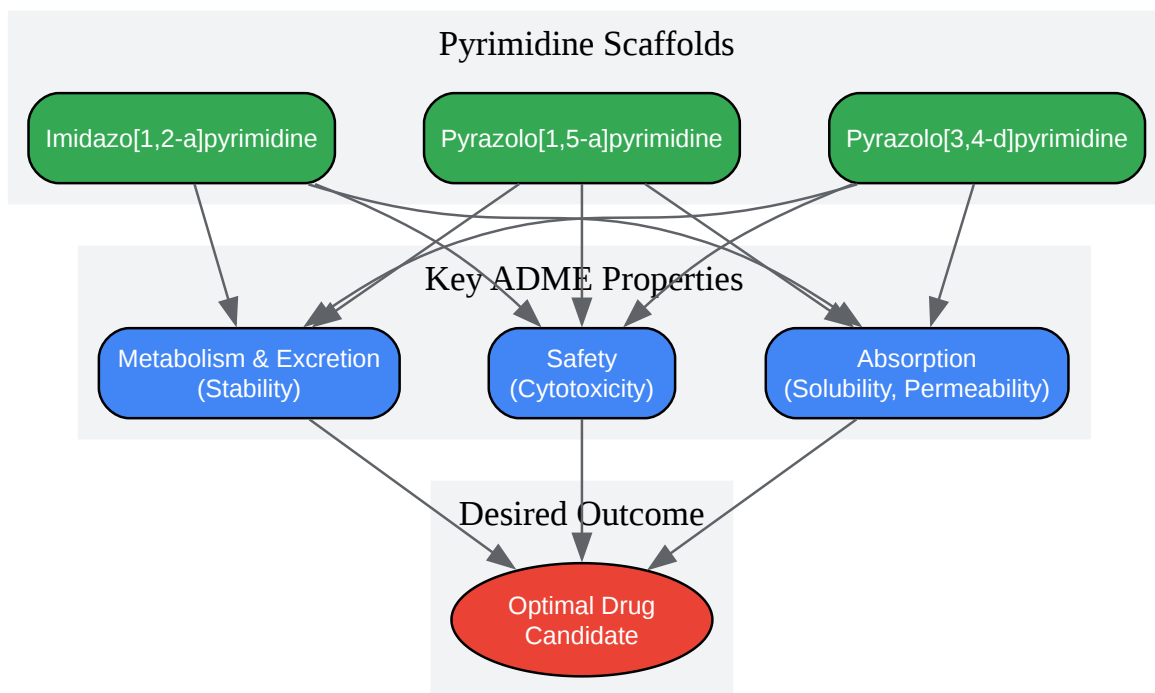 Pyrimidine Scaffolds
Imidazo[1,2-a]pyrimidine
Pyrazolo[1,5-a]pyrimidine
Pyrazolo[3,4-d]pyrimidine
Key ADME Properties
Metabolism & Excretion
(Stability)
Safety
(Cytotoxicity)
Absorption
(Solubility, Permeability)
Desired Outcome
Optimal Drug
Candidate